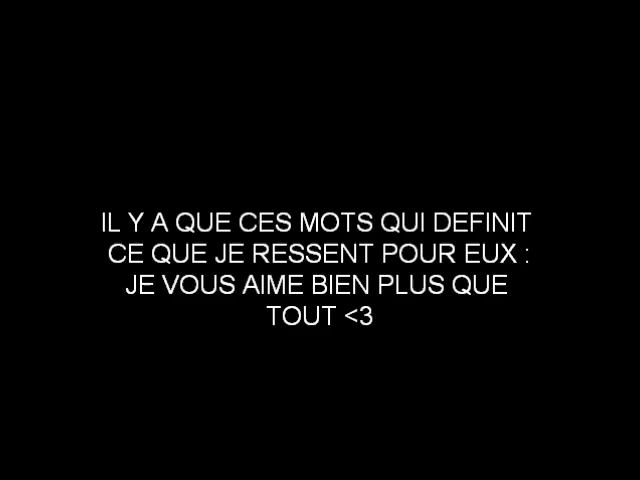 IL Y A QUE CES MOTS QUI DEFINIT
CE QUE JE RESSENT POUR EUX :
JE VOUS AIME BIEN PLUS QUE
TOUT <3